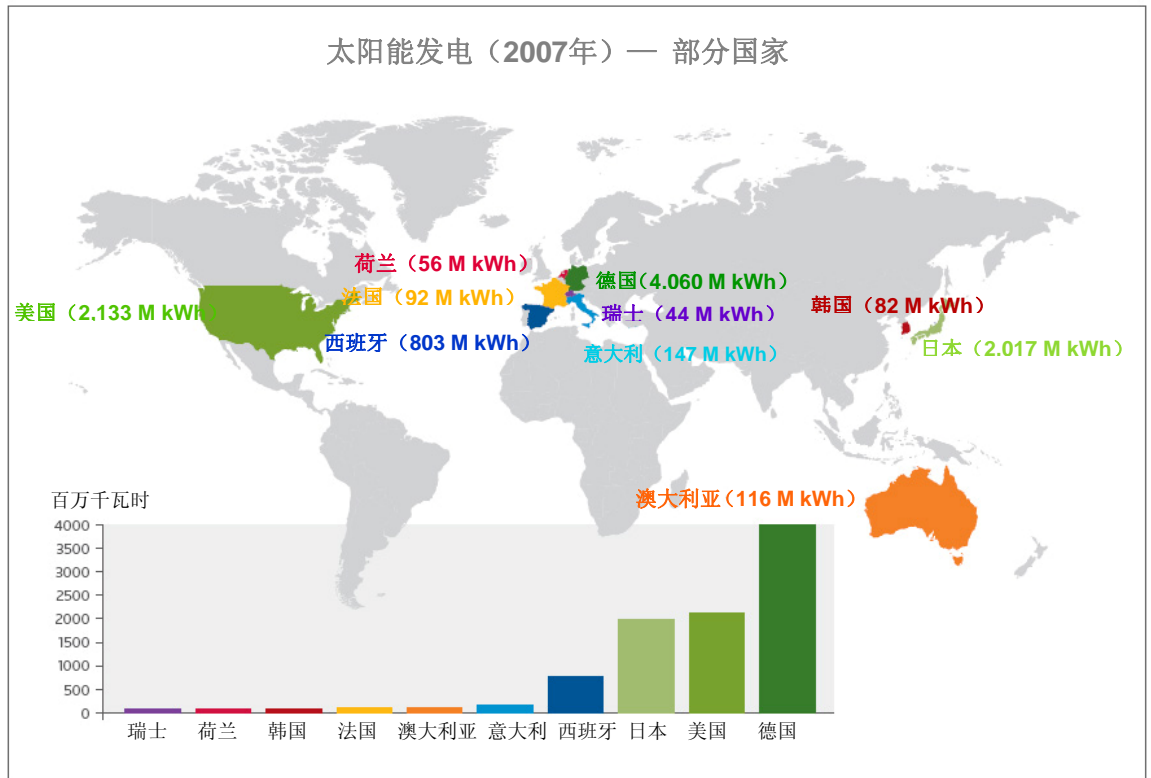 太阳能发电（2007年）— 部分国家
荷兰（56 M kWh）
德国（4.060 M kWh）
法国（92 M kWh）
瑞士（44 M kWh）
韩国（82 M kWh）
美国（2,133 M kWh）
西班牙（803 M kWh）
意大利（147 M kWh）
日本（2.017 M kWh）
澳大利亚（116 M kWh）
百万千瓦时
4000
3500
3000
2500
2000
1500
1000
500
0
瑞士 荷兰 韩国 法国 澳大利亚 意大利 西班牙 日本 美国 德国